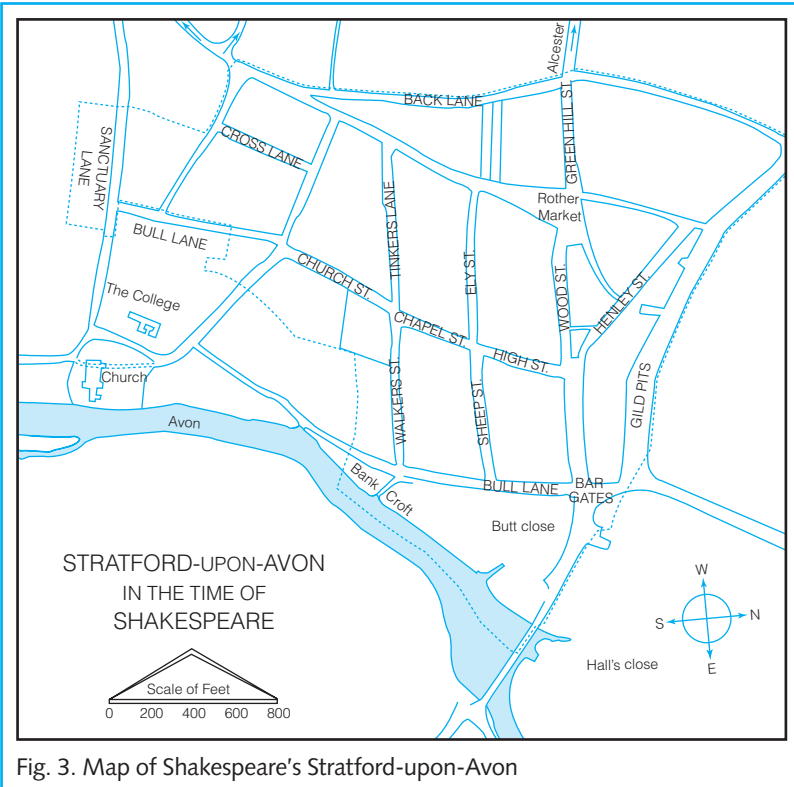 Alcester
BACK LANE
GREEN HILL ST.
CROSS LANE
SANCTUARY
LANE
TINKERS LANE
Rother
Market
BULL LANE
ELY ST.
WOOD ST.
HENLEY ST.
CHURCH ST.
The College
CHAPEL ST.
HIGH ST.
GILD PITS
Church
WALKERS ST.
SHEEP ST.
Avon
Bank
Croft
BULL LANE
BAR
GATES
Butt close
STRATFORD-UPON-AVON
IN THE TIME OF
SHAKESPEARE
W
S
N
E
Hall's close
Scale of Feet
0 200 400 600 800
Fig. 3. Map of Shakespeare's Stratford-upon-Avon